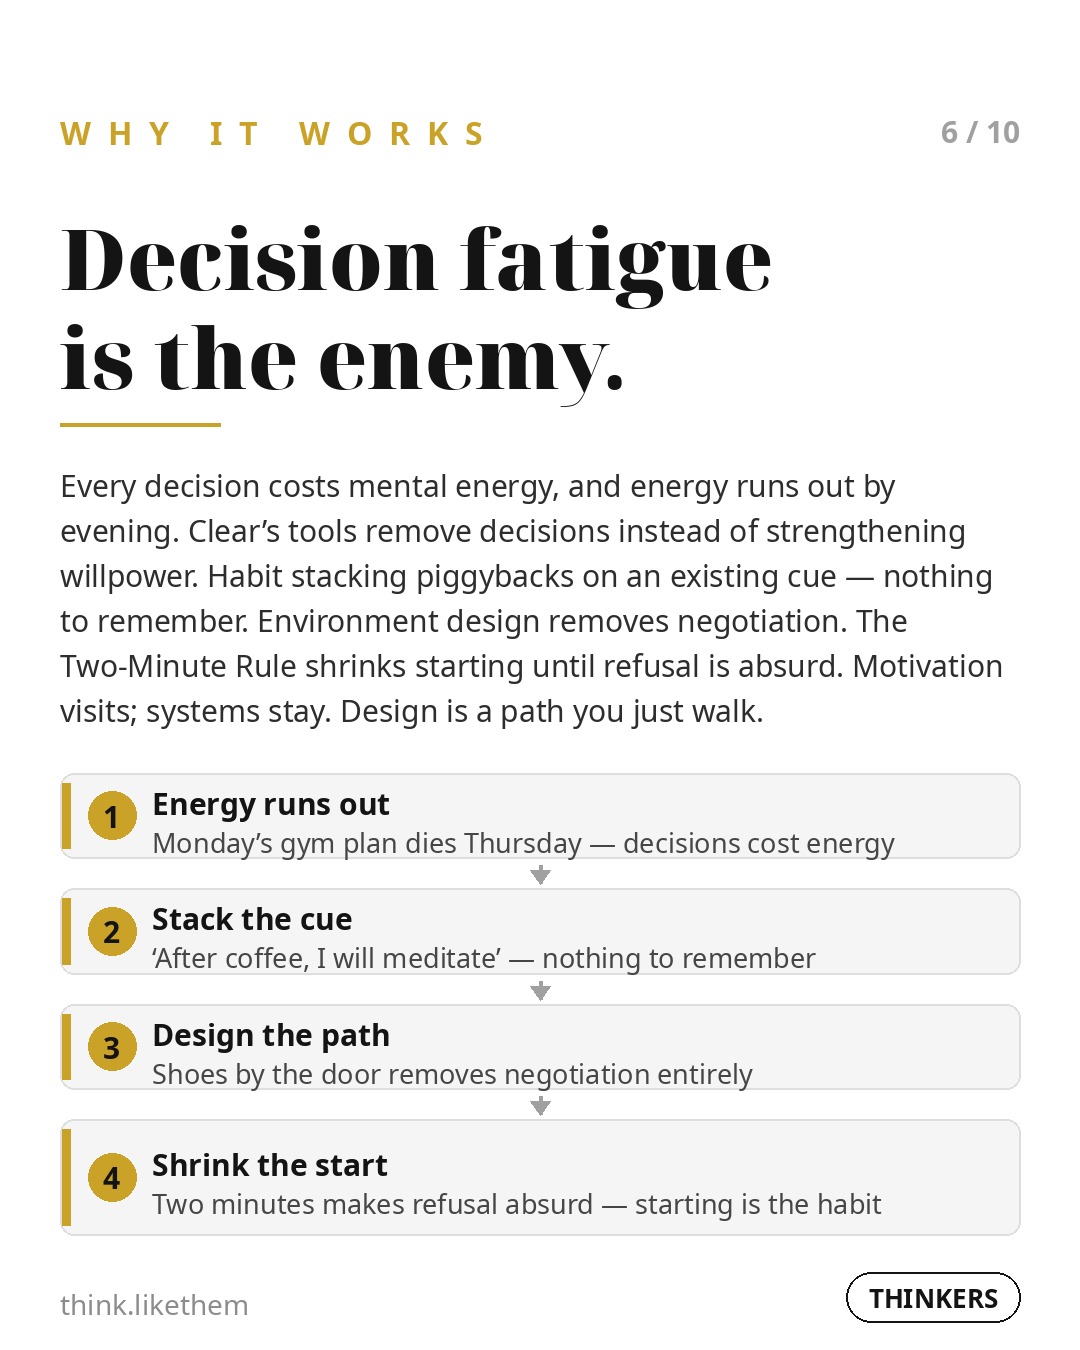 WHY IT WORKS
6 / 10
Decision fatigue
is the enemy.
Every decision costs mental energy, and energy runs out by
evening. Clear’s tools remove decisions instead of strengthening
willpower. Habit stacking piggybacks on an existing cue — nothing
to remember. Environment design removes negotiation. The
Two-Minute Rule shrinks starting until refusal is absurd. Motivation
visits; systems stay. Design is a path you just walk.
1
Energy runs out
Monday’s gym plan dies Thursday — decisions cost energy
2
Stack the cue
‘After coffee, I will meditate’ — nothing to remember
3
Design the path
Shoes by the door removes negotiation entirely
4
Shrink the start
Two minutes makes refusal absurd — starting is the habit
think.likethem
THINKERS